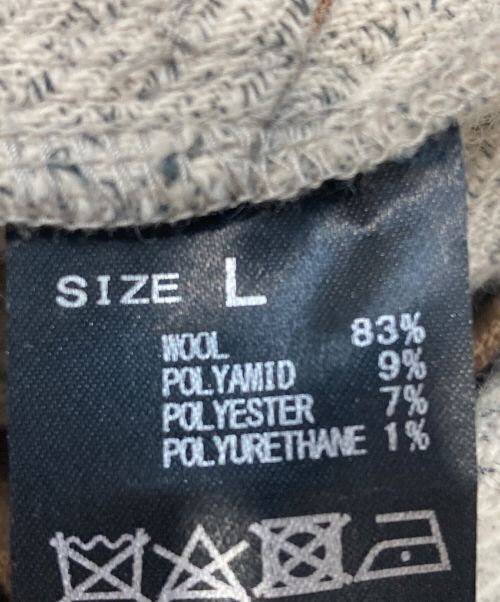 SIZE L
WOOL 83%
POLYAMID 9%
POLYESTER 7%
POLYURETHANE 1%